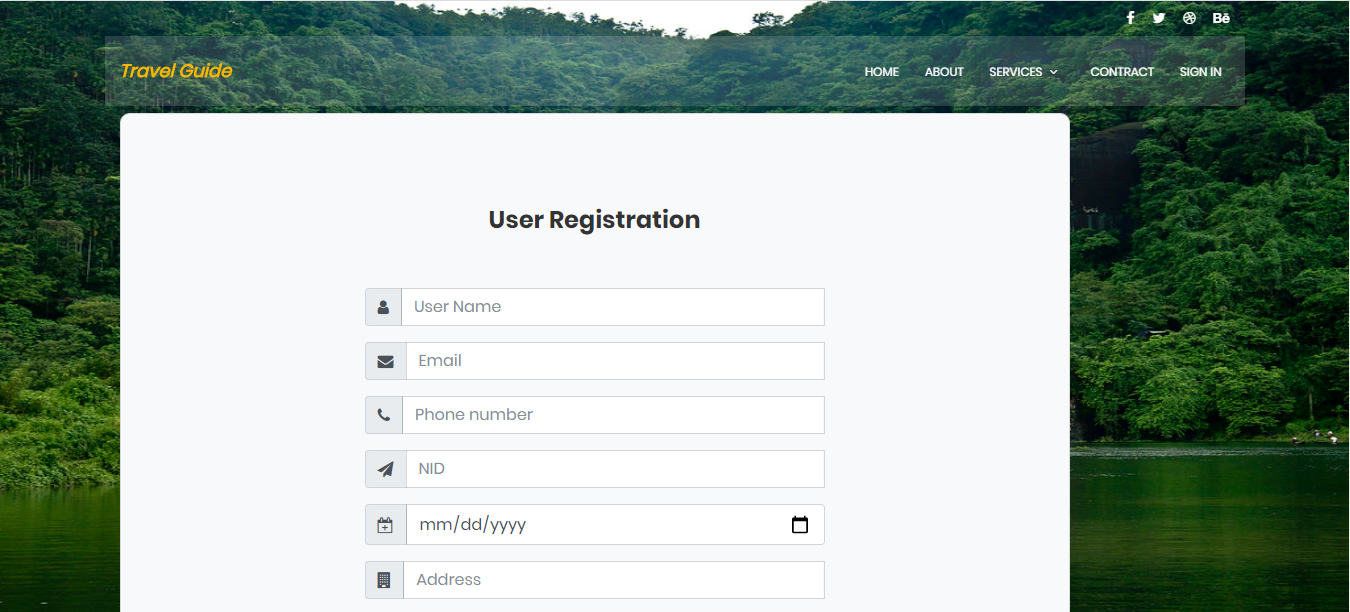 Bē
Travel Guide
HOME ABOUT SERVICES CONTRACT SIGN IN
User Registration
User Name
Email
Phone number
NID
mm/dd/yyyy
Address